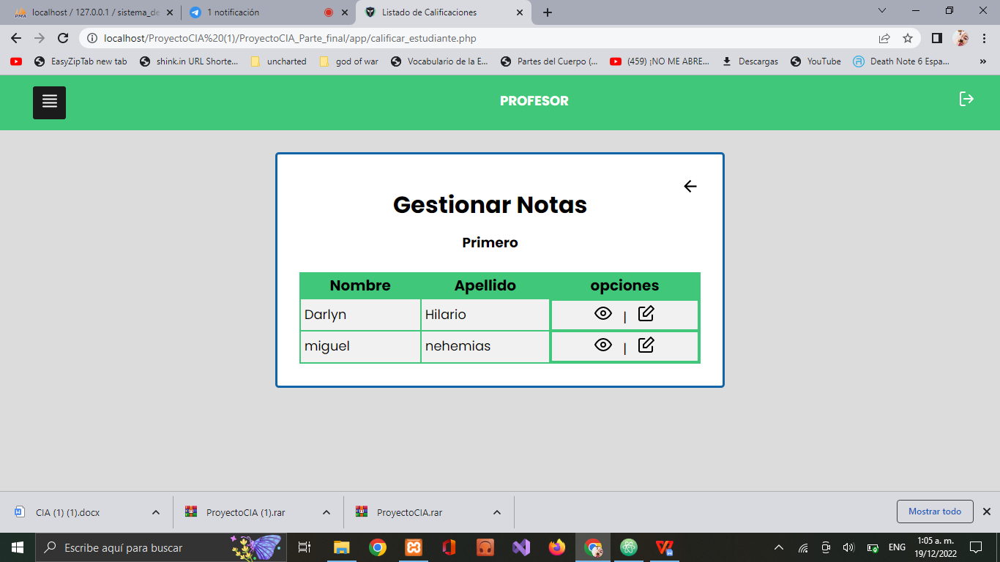 localhost / 127.0.0.1 / sistema_de
1 notificación
Listado de Calificaciones
localhost/ProyectoCIA%20(1)/ProyectoCIA_Parte_final/app/calificar_estudiante.php
EasyZipTab new tab
shink.in URL Shorte...
uncharted
god of war
Vocabulario de la E...
Partes del Cuerpo (...
(459) ¡NO ME ABRE...
Descargas
YouTube
Death Note 6 Espa...
»
PROFESOR
Gestionar Notas
Primero
Nombre Apellido opciones
Darlyn Hilario |
miguel nehemias |
CIA (1) (1).docx
ProyectoCIA (1).rar
ProyectoCIA.rar
Mostrar todo
Escribe aquí para buscar
ENG
1:05 a. m.
19/12/2022